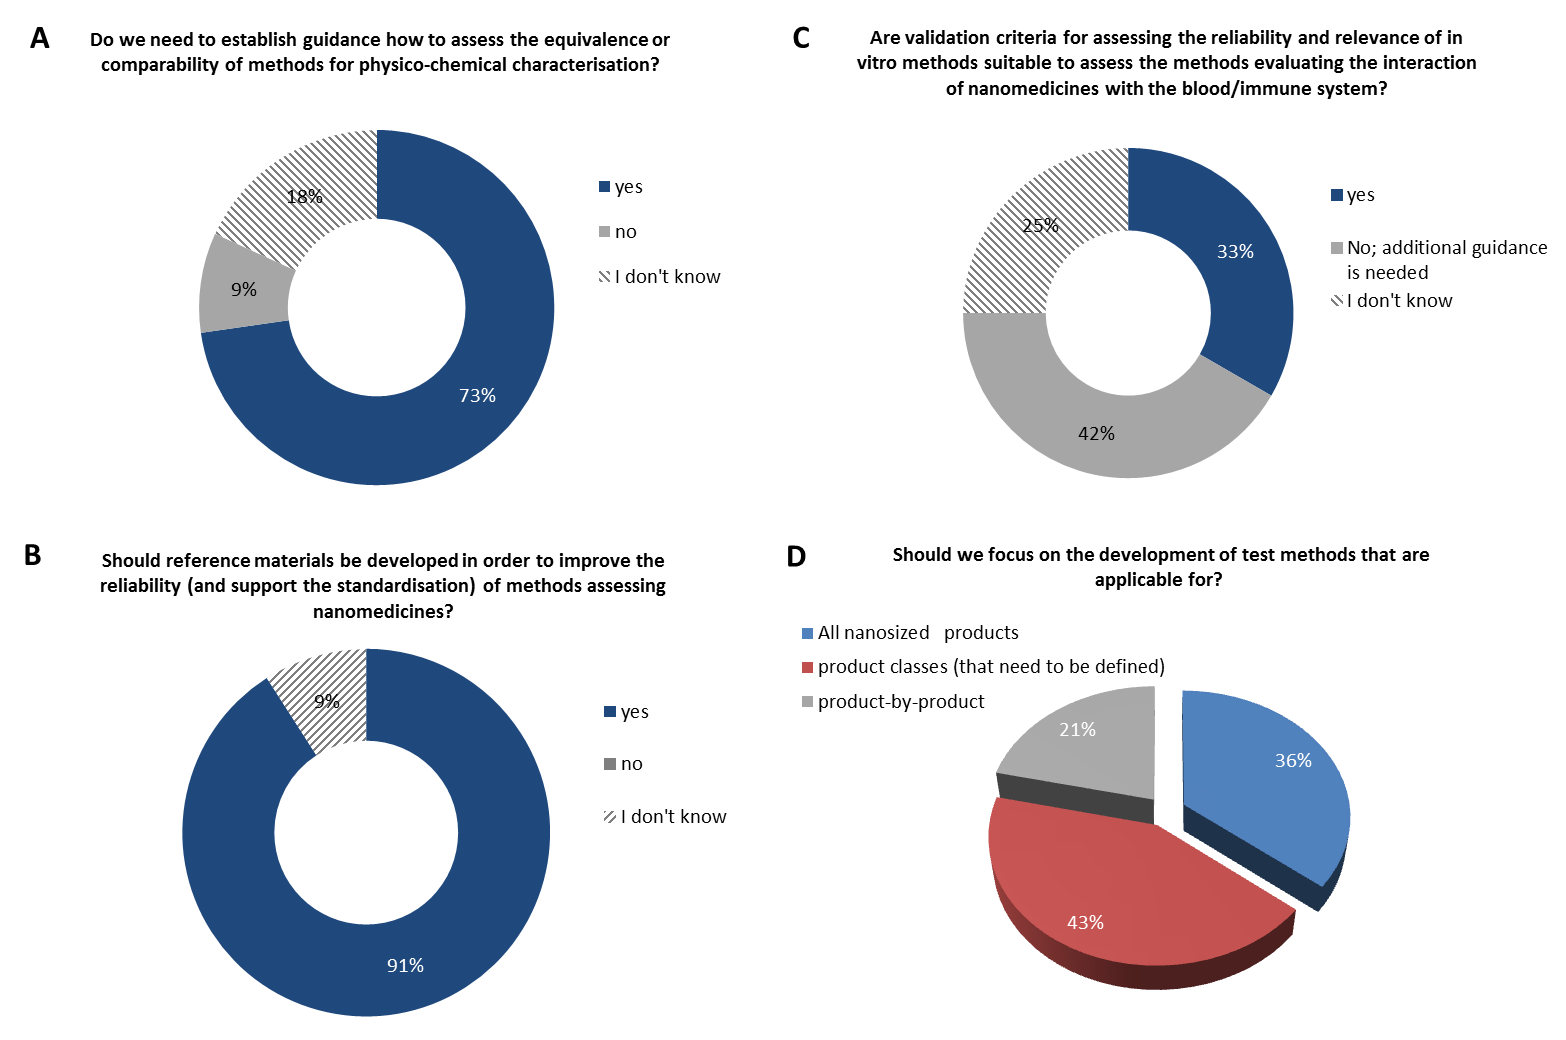 A
Do we need to establish guidance how to assess the equivalence or
comparability of methods for physico-chemical characterisation?
18%
9%
73%
yes
no
I don't know
B
Should reference materials be developed in order to improve the
reliability (and support the standardisation) of methods assessing
nanomedicines?
9%
91%
yes
no
I don't know
C
Are validation criteria for assessing the reliability and relevance of in
vitro methods suitable to assess the methods evaluating the interaction
of nanomedicines with the blood/immune system?
25%
33%
42%
yes
No; additional guidance
is needed
I don't know
D
Should we focus on the development of test methods that are
applicable for?
All nanosized products
product classes (that need to be defined)
product-by-product
21%
36%
43%